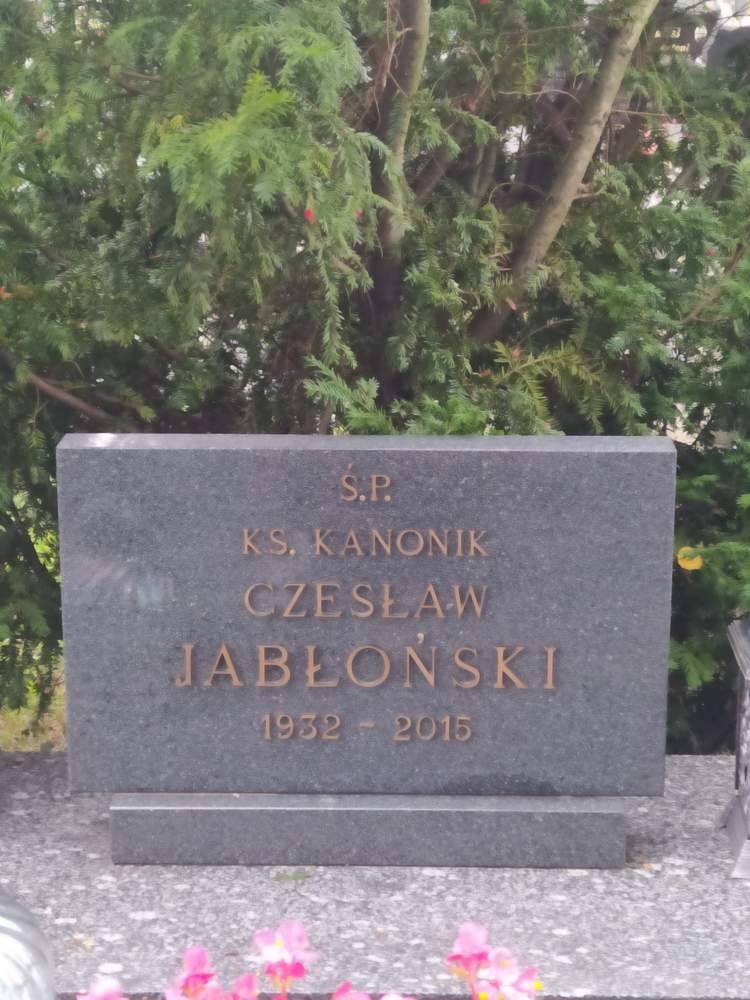 Ś.P.
KS. KANONIK
CZESŁAW
JABŁOŃSKI
1932 - 2015